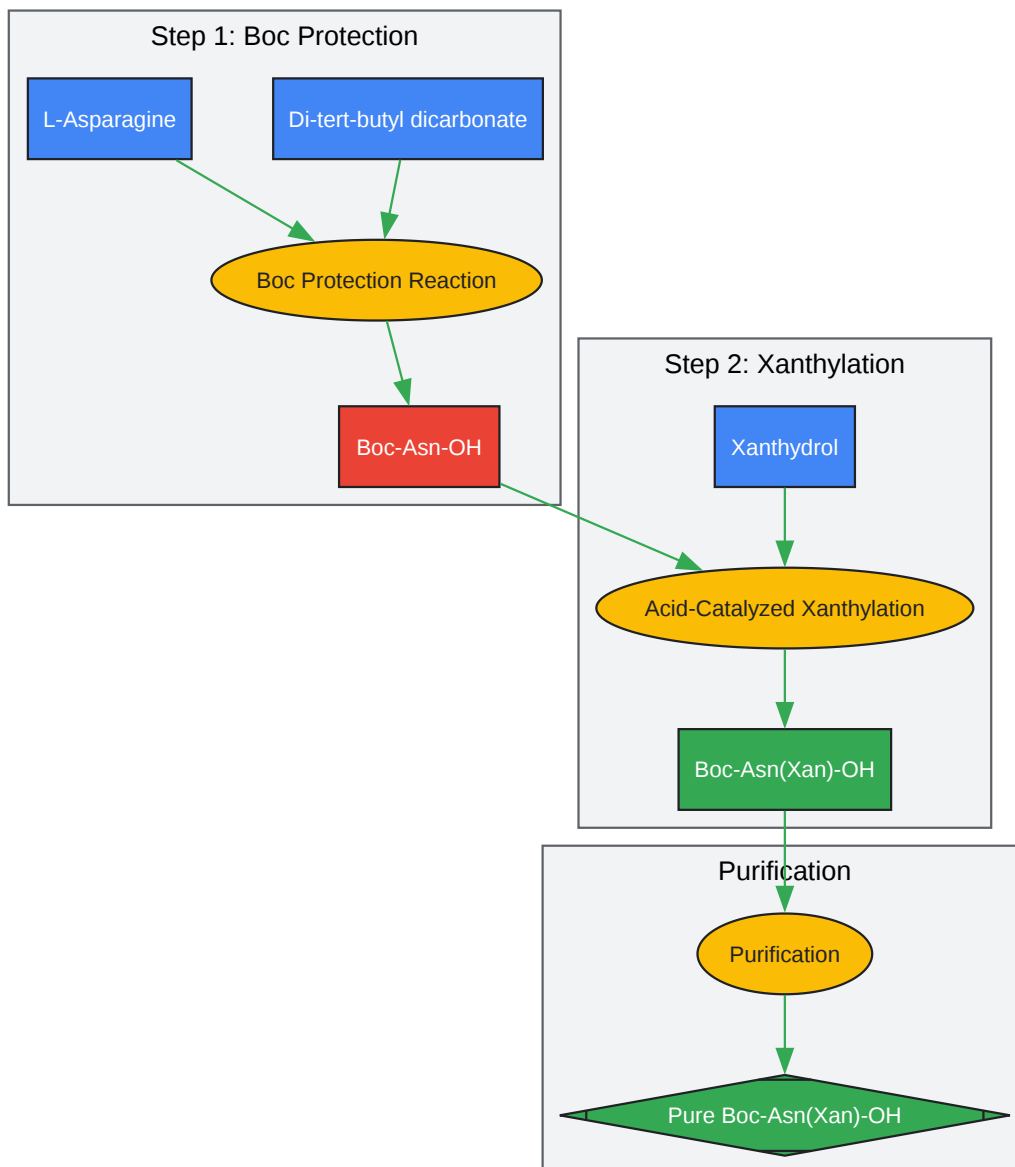 Step 1: Boc Protection
L-Asparagine
Di-tert-butyl dicarbonate
Boc Protection Reaction
Boc-Asn-OH
Step 2: Xanthylation
Xanthydrol
Acid-Catalyzed Xanthylation
Boc-Asn(Xan)-OH
Purification
Purification
Pure Boc-Asn(Xan)-OH